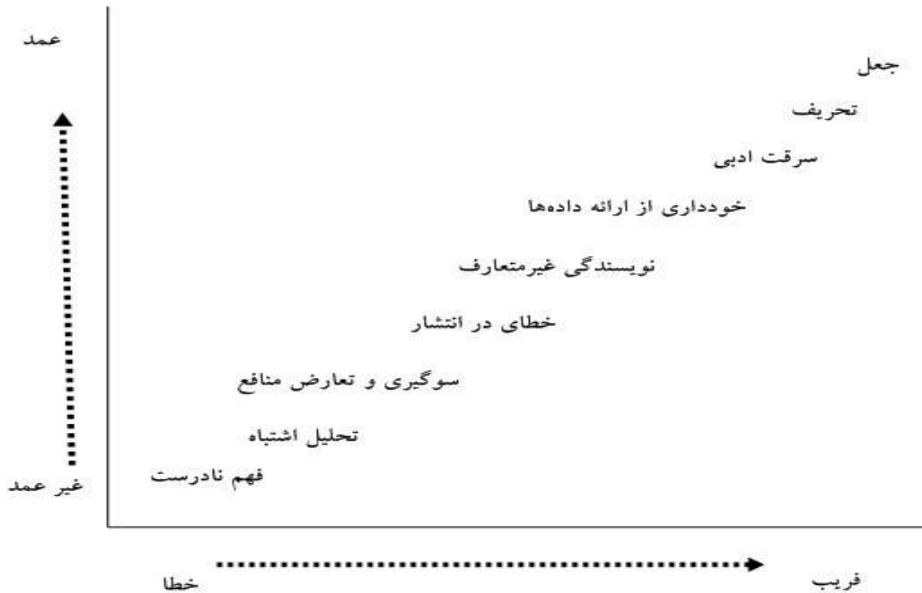 عمد
جعل
تحریف
سرقت ادبی
خودداری از ارائه داده‌ها
نویسندگی غیرمتعارف
خطای در انتشار
سوگیری و تعارض منافع
تحلیل اشتباه
فهم نادرست
غیر عمد
فریب
خطا